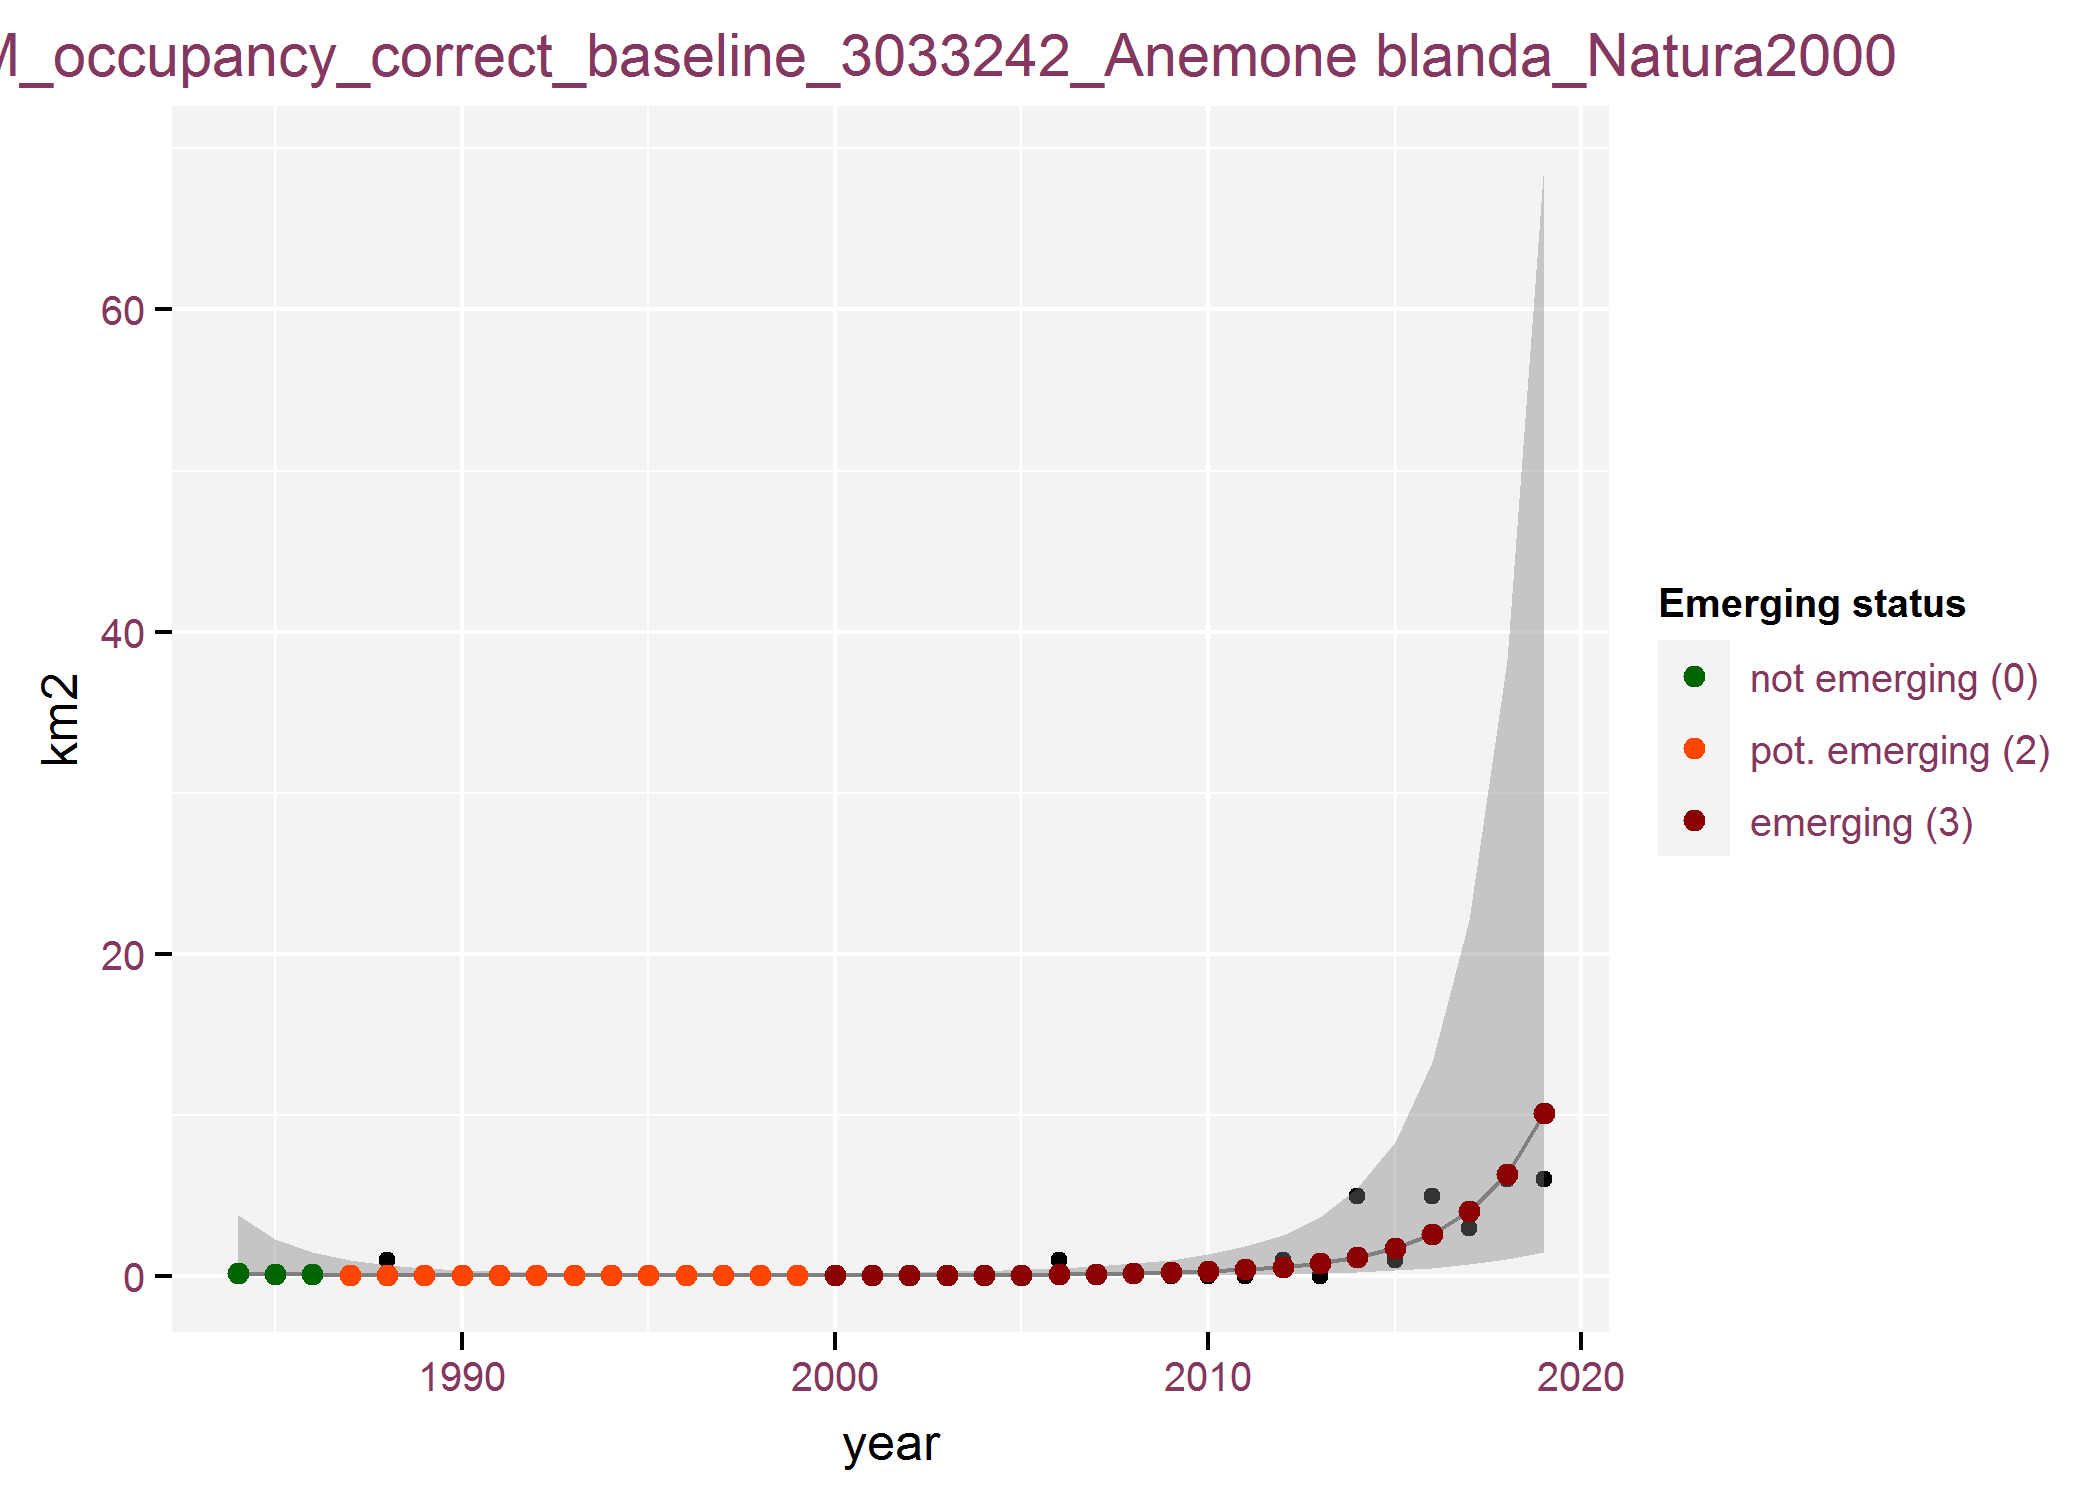 M_occupancy_correct_baseline_3033242_Anemone blanda_Natura2000
60
40
20
0
km2
1990
2000
2010
2020
year
Emerging status
not emerging (0)
pot. emerging (2)
emerging (3)